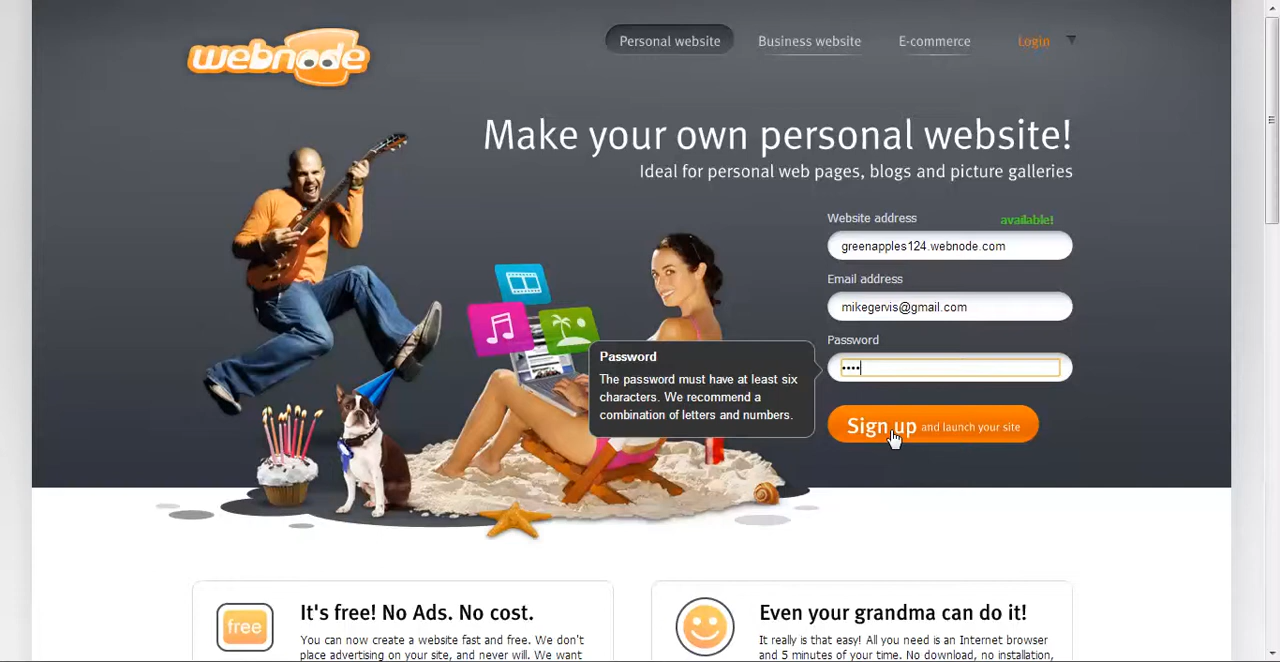 webnode
Personal website
Business website
E-commerce
Login
Make your own personal website!
Ideal for personal web pages, blogs and picture galleries
Website address
available!
greenapples124.webnode.com
Email address
mikegervis@gmail.com
Password
••••
Password
The password must have at least six
characters. We recommend a
combination of letters and numbers.
Sign up and launch your site
free
It's free! No Ads. No cost.
You can now create a website fast and free. We don't
place advertising on your site, and never will. We want
Even your grandma can do it!
It really is that easy! All you need is an Internet browser
and 5 minutes of your time. No download, no installation,